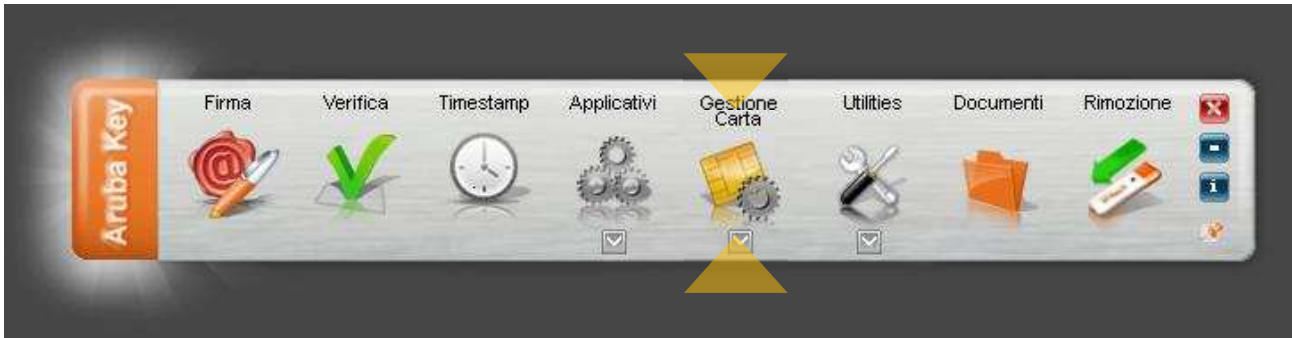 Aruba Key
Firma
Verifica
Timestamp
Applicativi
Gestione
Carta
Utilities
Documenti
Rimozione